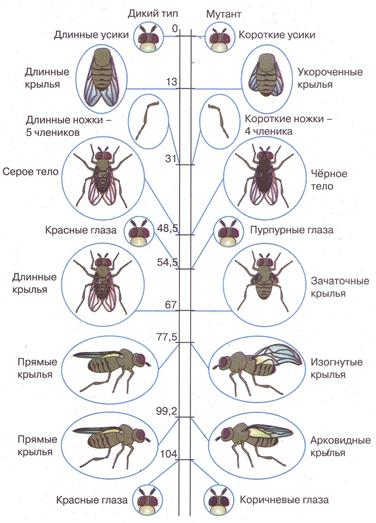 Дикий тип
Мутант
0
Длинные усики
Короткие усики
13
Длинные
крылья
Укороченные
крылья
Длинные ножки –
5 члеников
Короткие ножки –
4 членика
31
Серое тело
Чёрное
тело
48,5
Красные глаза
Пурпурные глаза
54,5
Длинные
крылья
Зачаточные
крылья
67
77,5
Прямые
крылья
Изогнутые
крылья
99,2
Прямые
крылья
Арковидные
крылья
104
Красные глаза
Коричневые глаза